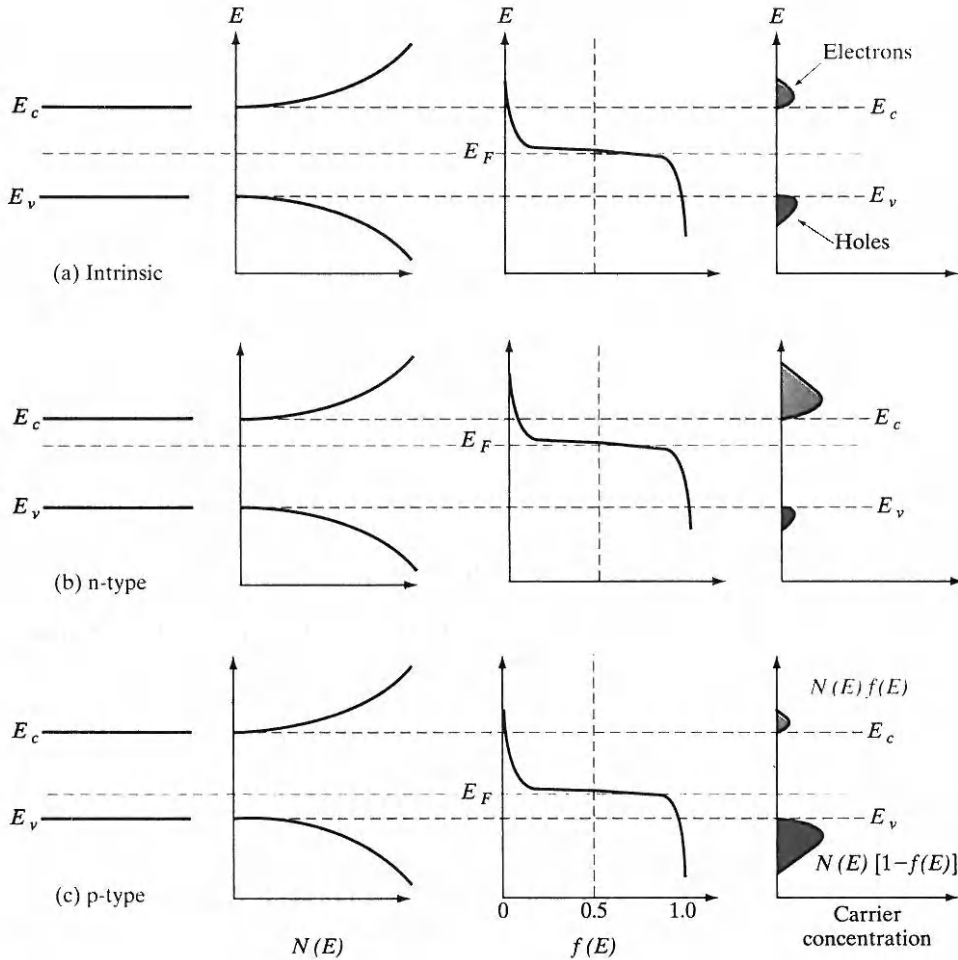 E E E
Electrons
E_c E_c
E_F
E_v E_v
Holes
(a) Intrinsic
E_c E_c
E_F
E_v E_v
(b) n-type
N(E) f(E)
E_c E_c
E_F
E_v E_v
N(E) [1−f(E)]
(c) p-type
0 0.5 1.0
Carrier
N(E) f(E) concentration